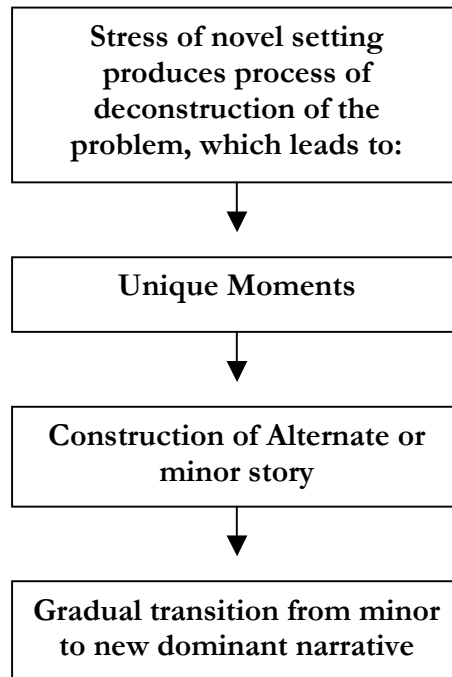 Stress of novel setting
produces process of
deconstruction of the
problem, which leads to:
Unique Moments
Construction of Alternate or
minor story
Gradual transition from minor
to new dominant narrative